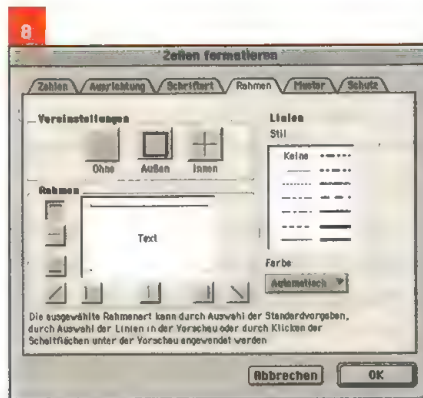 8
Zellen formatieren
Zahlen Ausrichtung Schriftart Rahmen Muster Schutz
Voreinstellungen
Ohne Außen Innen
Linien
Stil
Keine
Rahmen
Text
Farbe
Automatisch
Die ausgewählte Rahmenart kann durch Auswahl der Standardvorgaben,
durch Auswahl der Linien in der Vorschau oder durch Klicken der
Schaltflächen unter der Vorschau angewendet werden
Abbrechen OK